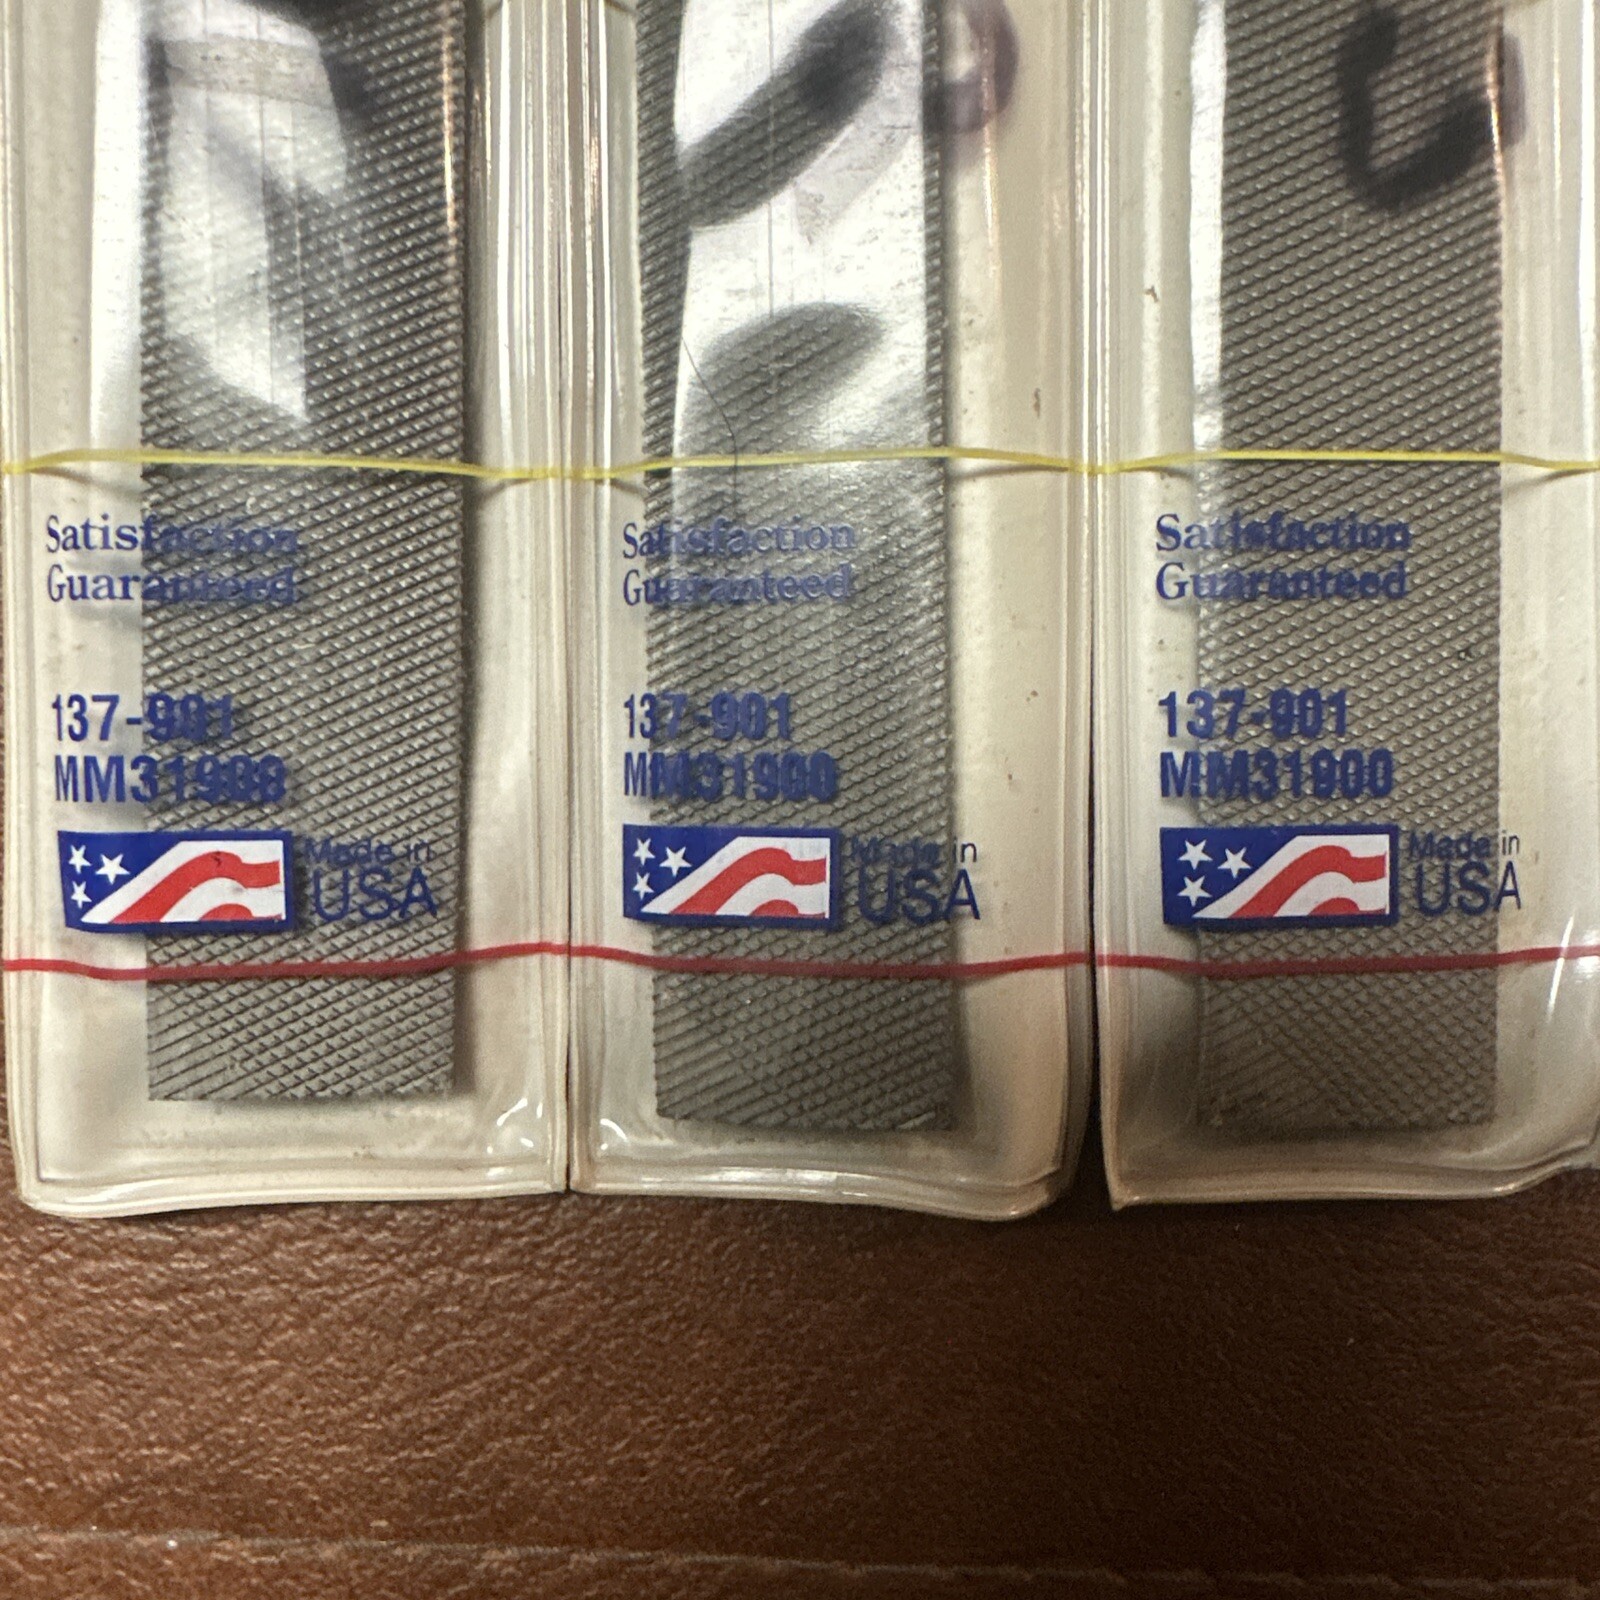 Satisfaction
Guaranteed
137-901
MM31900
Made in
USA
Satisfaction
Guaranteed
137-901
MM31900
Made in
USA
Satisfaction
Guaranteed
137-901
MM31900
Made in
USA